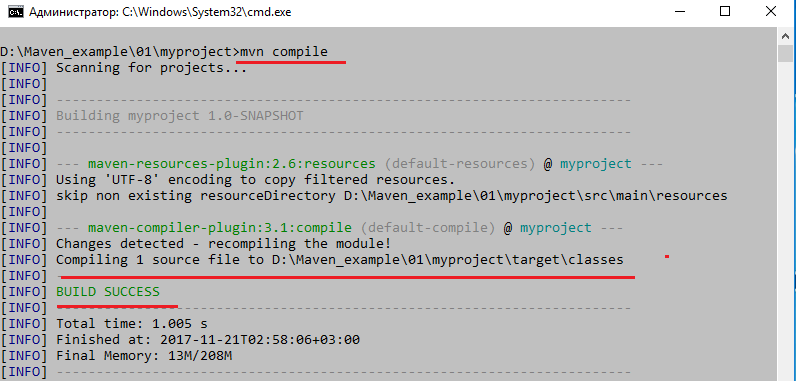 Администратор: C:\Windows\System32\cmd.exe
D:\Maven_example\01\myproject>mvn compile
[INFO] Scanning for projects...
[INFO]
[INFO] ------------------------------------------------------------------------
[INFO] Building myproject 1.0-SNAPSHOT
[INFO] ------------------------------------------------------------------------
[INFO]
[INFO] --- maven-resources-plugin:2.6:resources (default-resources) @ myproject ---
[INFO] Using 'UTF-8' encoding to copy filtered resources.
[INFO] skip non existing resourceDirectory D:\Maven_example\01\myproject\src\main\resources
[INFO]
[INFO] --- maven-compiler-plugin:3.1:compile (default-compile) @ myproject ---
[INFO] Changes detected - recompiling the module!
[INFO] Compiling 1 source file to D:\Maven_example\01\myproject\target\classes
[INFO] ------------------------------------------------------------------------
[INFO] BUILD SUCCESS
[INFO] ------------------------------------------------------------------------
[INFO] Total time: 1.005 s
[INFO] Finished at: 2017-11-21T02:58:06+03:00
[INFO] Final Memory: 13M/208M
[INFO] ------------------------------------------------------------------------